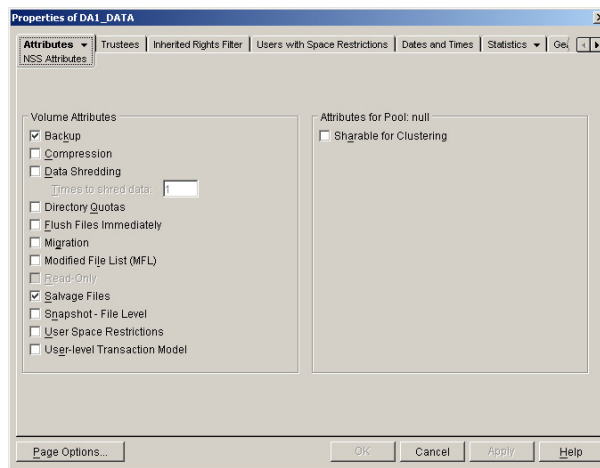 Properties of DA1_DATA
Attributes Trustees Inherited Rights Filter Users with Space Restrictions Dates and Times Statistics
NSS Attributes
Volume Attributes
Backup
Compression
Data Shredding
Times to shred data: 1
Directory Quotas
Flush Files Immediately
Migration
Modified File List (MFL)
Read-Only
Salvage Files
Snapshot - File Level
User Space Restrictions
User-level Transaction Model
Attributes for Pool: null
Sharable for Clustering
Page Options... OK Cancel Apply Help